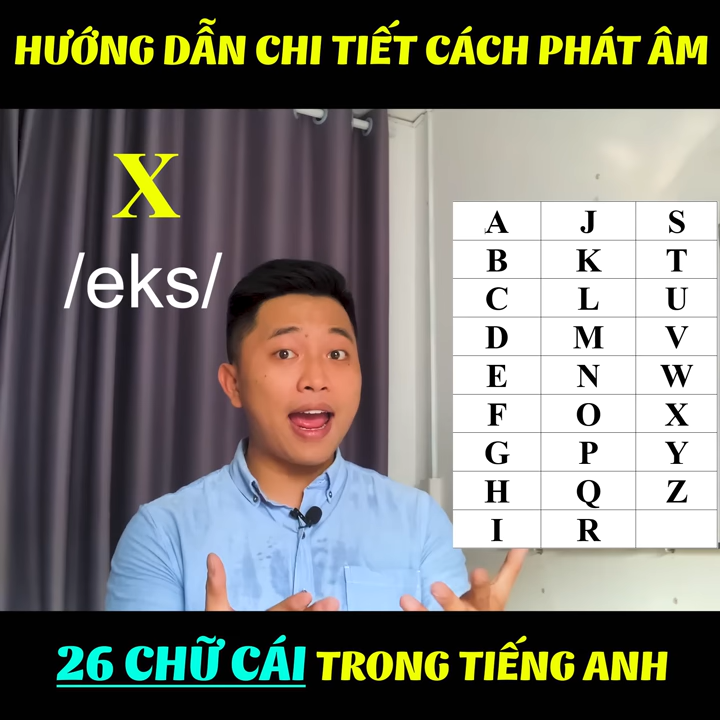 HƯỚNG DẪN CHI TIẾT CÁCH PHÁT ÂM
X
/eks/
A J S
B K T
C L U
D M V
E N W
F O X
G P Y
H Q Z
I R
26 CHỮ CÁI TRONG TIẾNG ANH